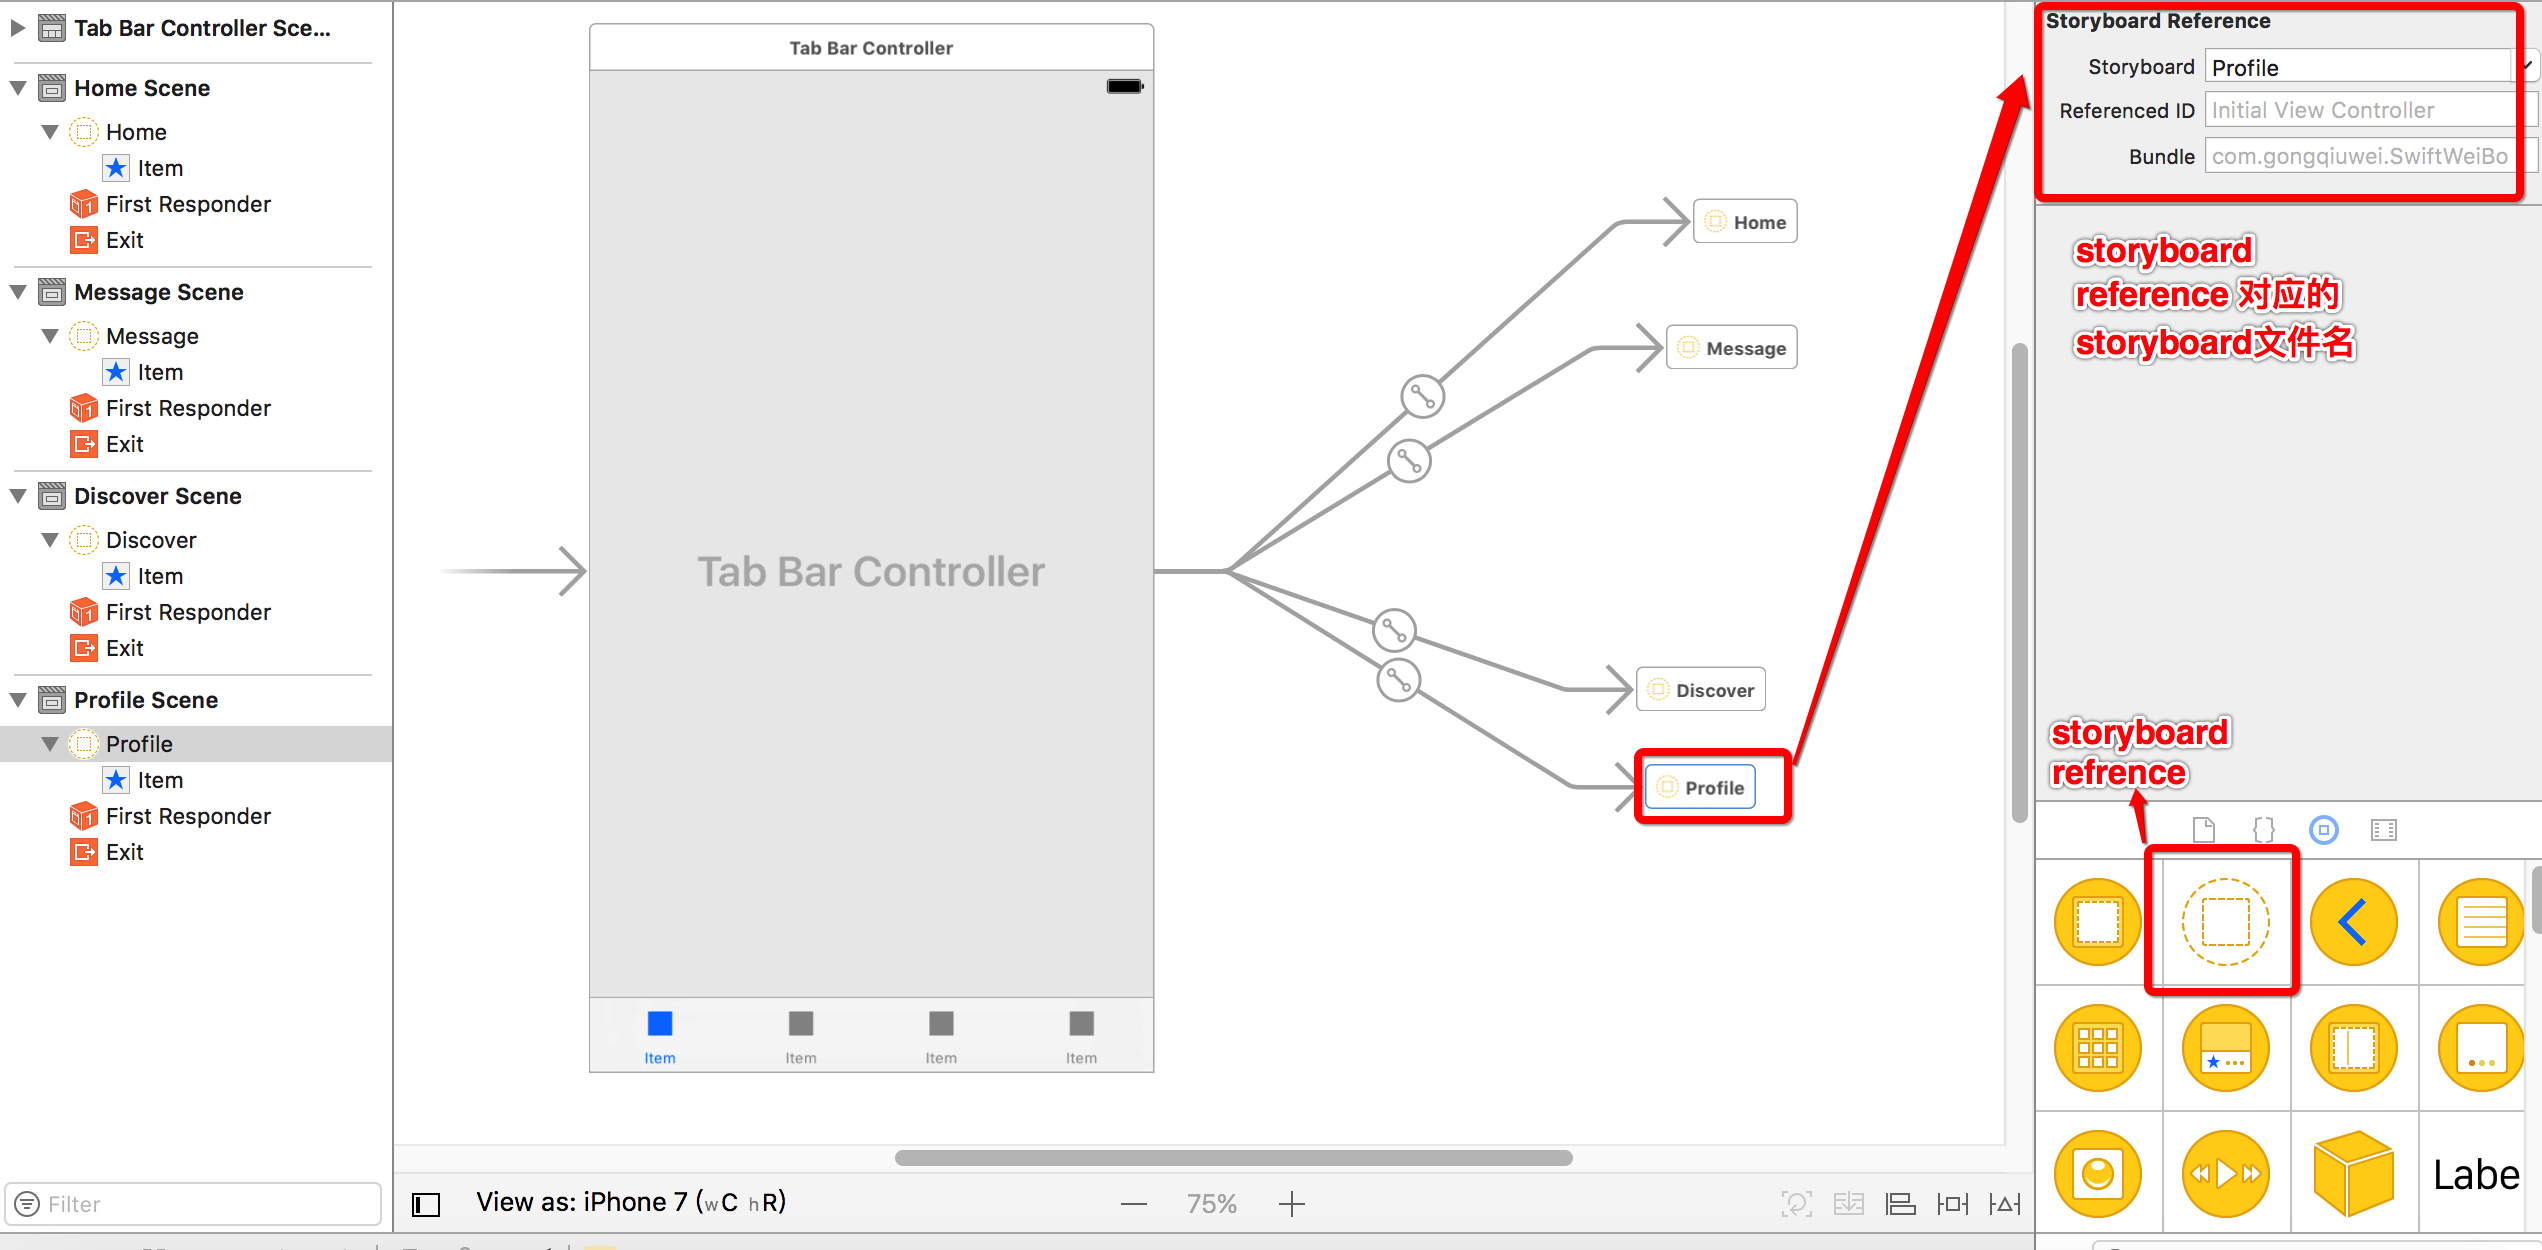 Tab Bar Controller Sce...
Home Scene
Home
Item
First Responder
Exit
Message Scene
Message
Item
First Responder
Exit
Discover Scene
Discover
Item
First Responder
Exit
Profile Scene
Profile
Item
First Responder
Exit
Filter
Tab Bar Controller
Tab Bar Controller
Item
Item
Item
Item
Home
Message
Discover
Profile
View as: iPhone 7 (wC hR)
75%
Storyboard Reference
Storyboard
Profile
Referenced ID
Initial View Controller
Bundle
com.gongqiuwei.SwiftWeiBo
storyboard
reference 对应的
storyboard文件名
storyboard
refrence
{}
Labe